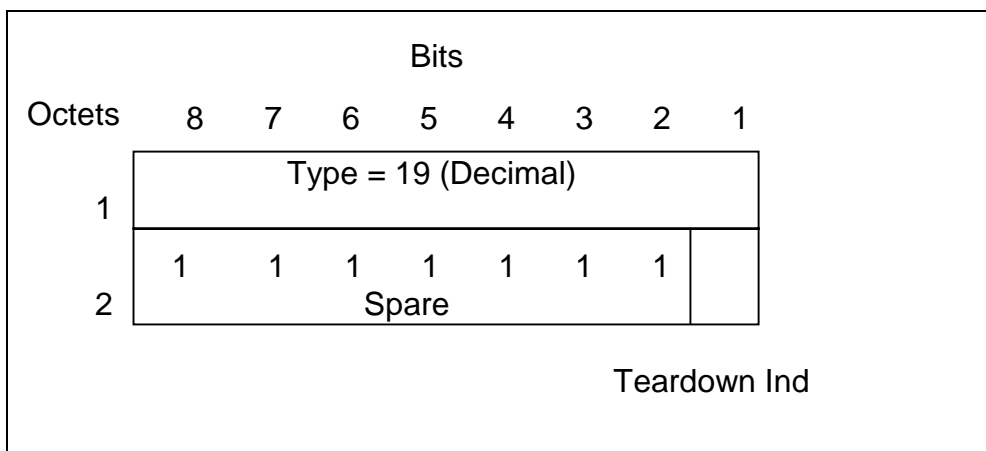 Bits
Octets 8 7 6 5 4 3 2 1
Type = 19 (Decimal)
1
1 1 1 1 1 1 1
2 Spare
Teardown Ind